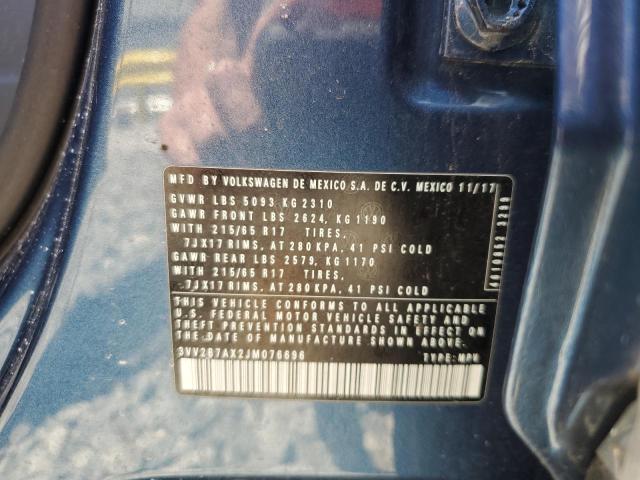 MFD BY VOLKSWAGEN DE MEXICO S.A. DE C.V. MEXICO 11/17
GVWR LBS 5093 KG 2310
GAWR FRONT LBS 2624, KG 1190
WITH 215/65 R17 TIRES,
7JX17 RIMS, AT 280 KPA, 41 PSI COLD
GAWR REAR LBS 2579, KG 1170
WITH 215/65 R17 TIRES,
7JX17 RIMS, AT 280 KPA, 41 PSI COLD
THIS VEHICLE CONFORMS TO ALL APPLICABLE
U.S. FEDERAL MOTOR VEHICLE SAFETY AND
THEFT PREVENTION STANDARDS IN EFFECT ON
THE DATE OF MANUFACTURE SHOWN ABOVE
3VV2B7AX2JM076696 TYPE: MPV